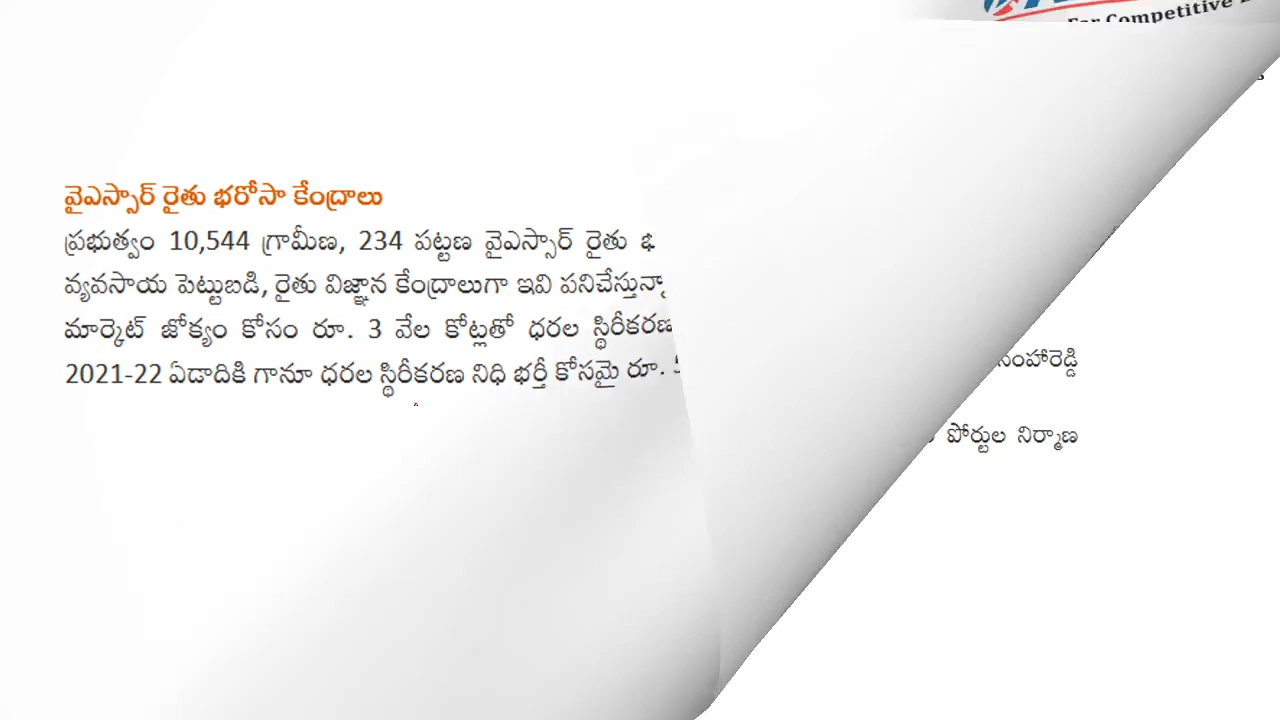 For Competitive
వైఎస్సార్ రైతు భరోసా కేంద్రాలు
ప్రభుత్వం 10,544 గ్రామీణ, 234 పట్టణ వైఎస్సార్ రైతు
వ్యవసాయ పెట్టుబడి, రైతు విజ్ఞాన కేంద్రాలుగా ఇవి
మార్కెట్ జోక్యం కోసం రూ. 3 వేల కోట్లతో ధరల స్థిరీకరణ
2021-22 ఏడాదికి గానూ ధరల స్థిరీకరణ నిధి భర్తీ కోసమై రూ.
పోర్టుల నిర్మాణ